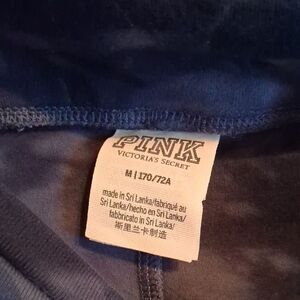 PINK
VICTORIA'S SECRET
M | 170/72A
made in Sri Lanka/fabriqué au
Sri Lanka/hecho en Sri Lanka/
fabbricato in Sri Lanka/
斯里兰卡制造